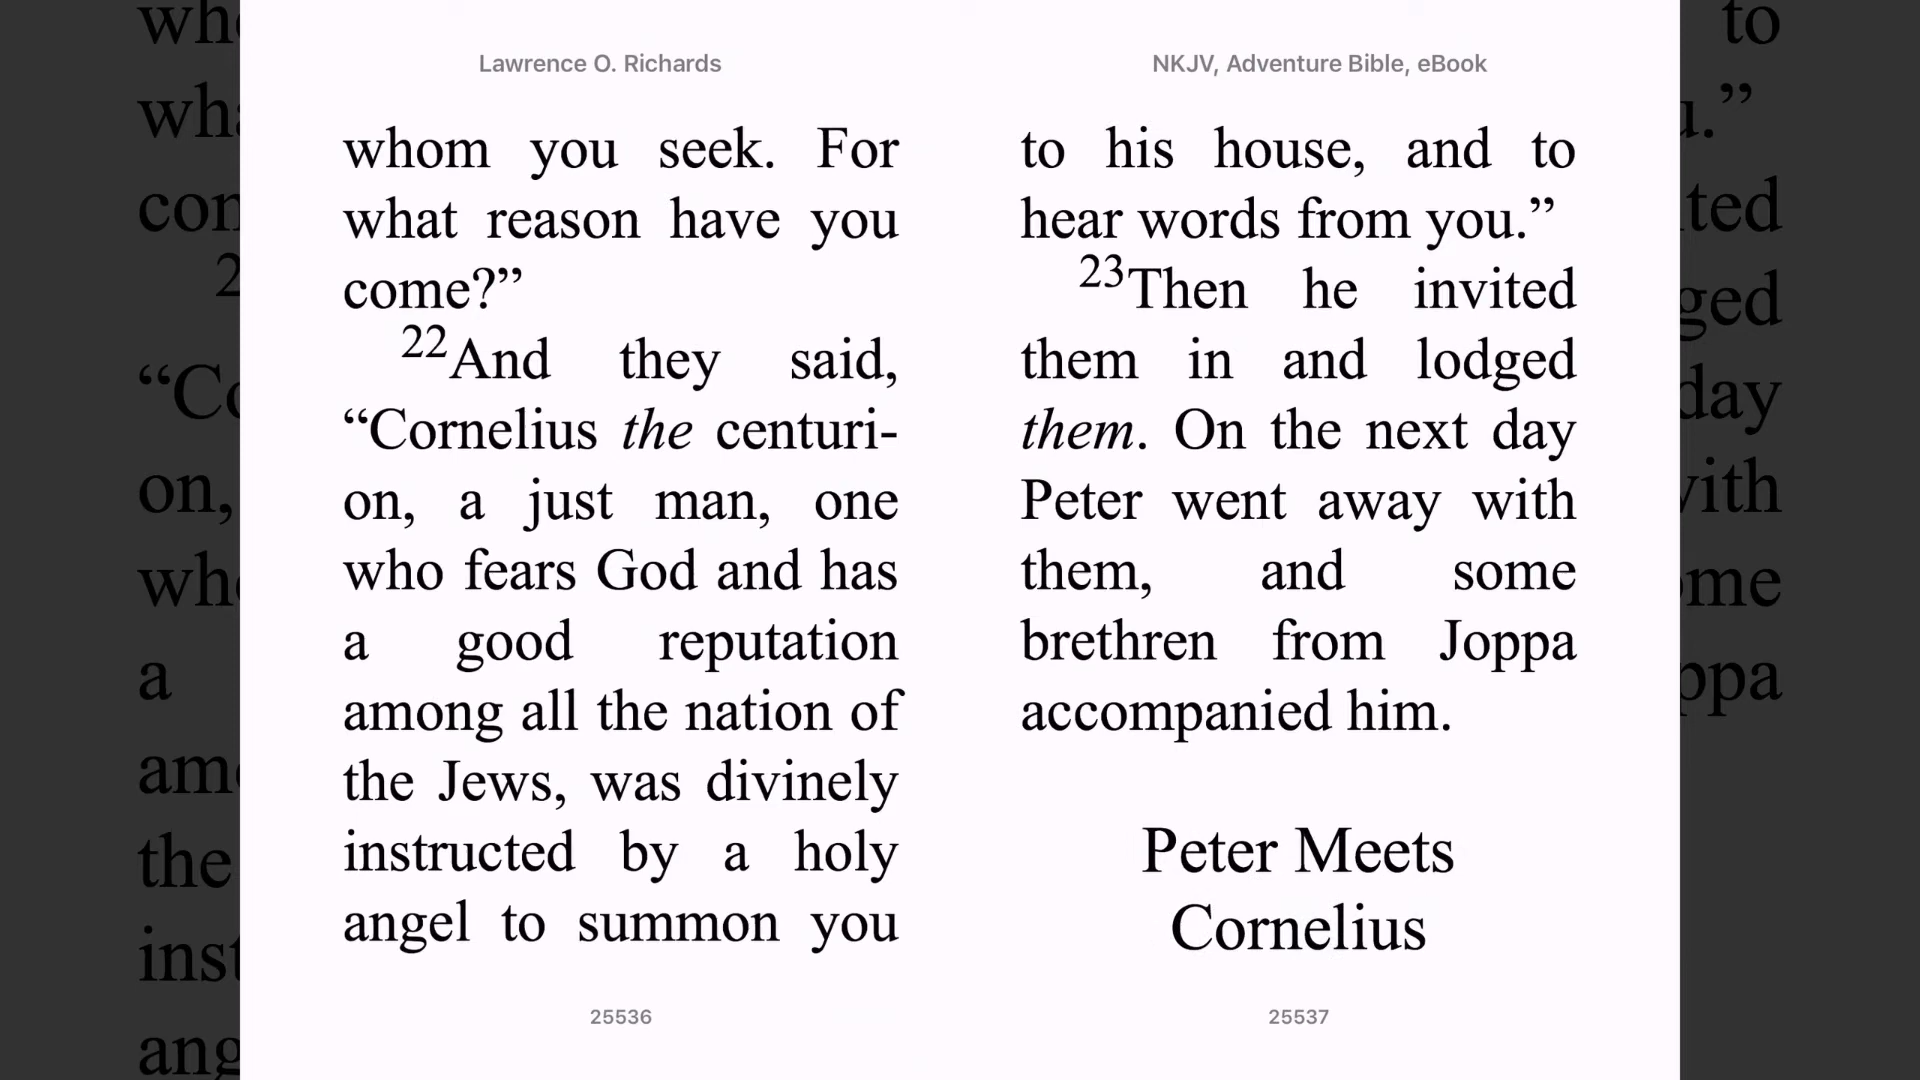 Lawrence O. Richards
whom you seek. For
what reason have you
come?”
22And they said,
“Cornelius the centuri-
on, a just man, one
who fears God and has
a good reputation
among all the nation of
the Jews, was divinely
instructed by a holy
angel to summon you
25536
NKJV, Adventure Bible, eBook
to his house, and to
hear words from you.”
23Then he invited
them in and lodged
them. On the next day
Peter went away with
them, and some
brethren from Joppa
accompanied him.
Peter Meets
Cornelius
25537